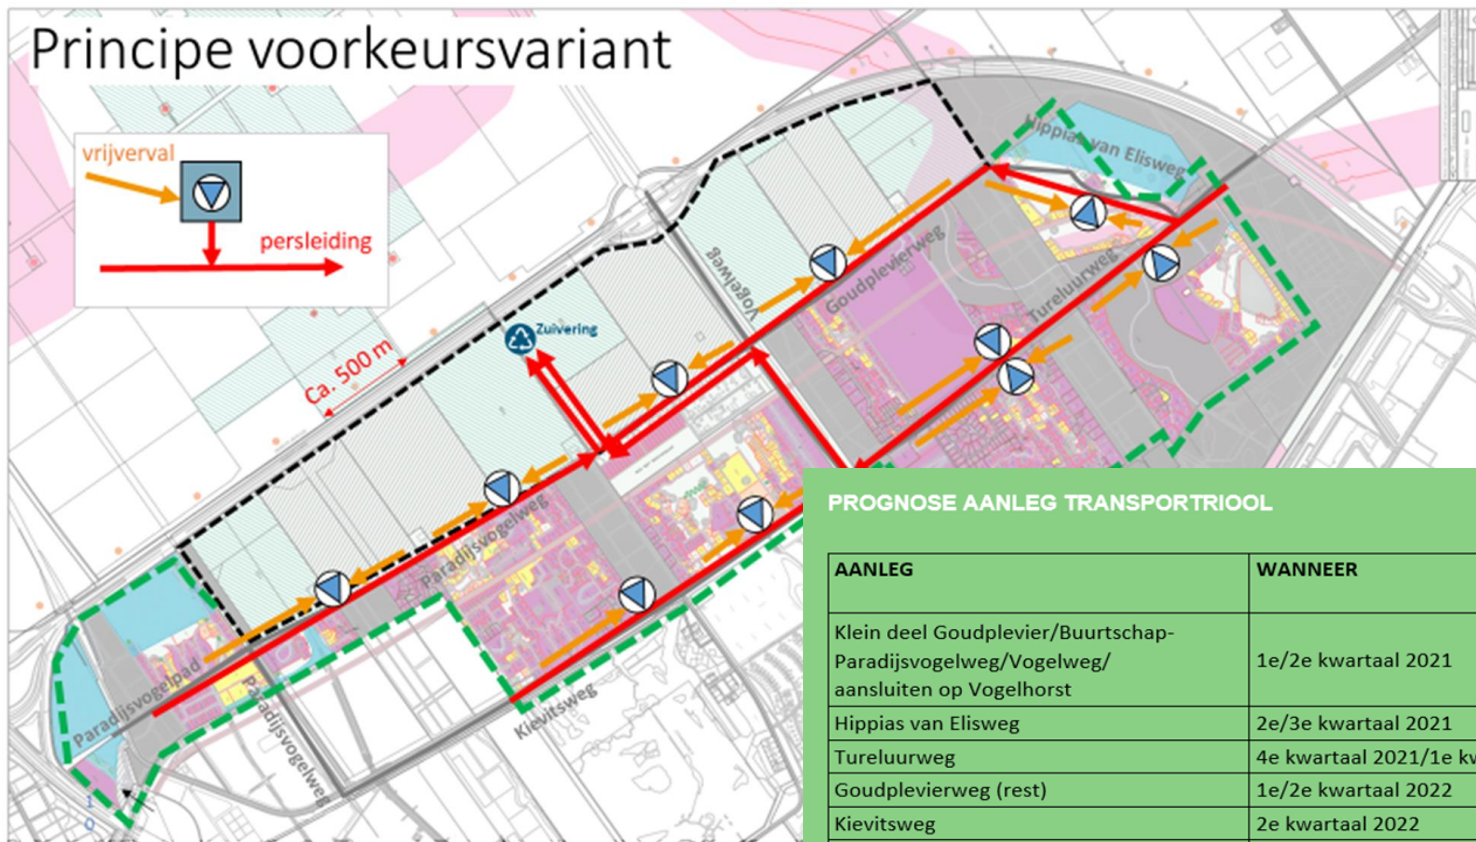 Principe voorkeursvariant
vrijverval
persleiding
Hippias van Elisweg
Vogelweg
Goudplevierweg
Tureluurweg
Zuivering
Ca. 500 m
Paradijsvogelweg
Paradijsvogelpad
Paradijsvogelweg
Kievitsweg
1
0
PROGNOSE AANLEG TRANSPORTRIOOL
AANLEG WANNEER
Klein deel Goudplevier/Buurtschap-
Paradijsvogelweg/Vogelweg/
aansluiten op Vogelhorst
1e/2e kwartaal 2021
Hippias van Elisweg 2e/3e kwartaal 2021
Tureluurweg 4e kwartaal 2021/1e kw
Goudplevierweg (rest) 1e/2e kwartaal 2022
Kievitsweg 2e kwartaal 2022